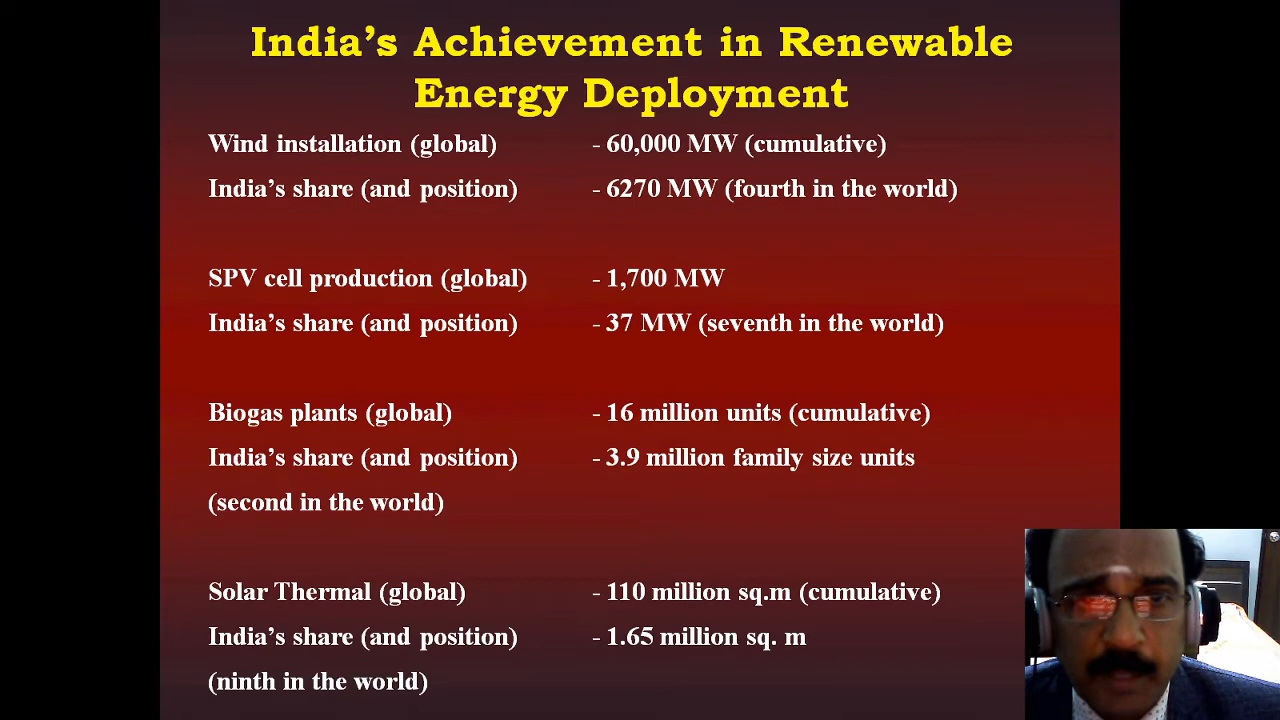 India's Achievement in Renewable
Energy Deployment
Wind installation (global) - 60,000 MW (cumulative)
India's share (and position) - 6270 MW (fourth in the world)
SPV cell production (global) - 1,700 MW
India's share (and position) - 37 MW (seventh in the world)
Biogas plants (global) - 16 million units (cumulative)
India's share (and position) - 3.9 million family size units
(second in the world)
Solar Thermal (global) - 110 million sq.m (cumulative)
India's share (and position) - 1.65 million sq. m
(ninth in the world)